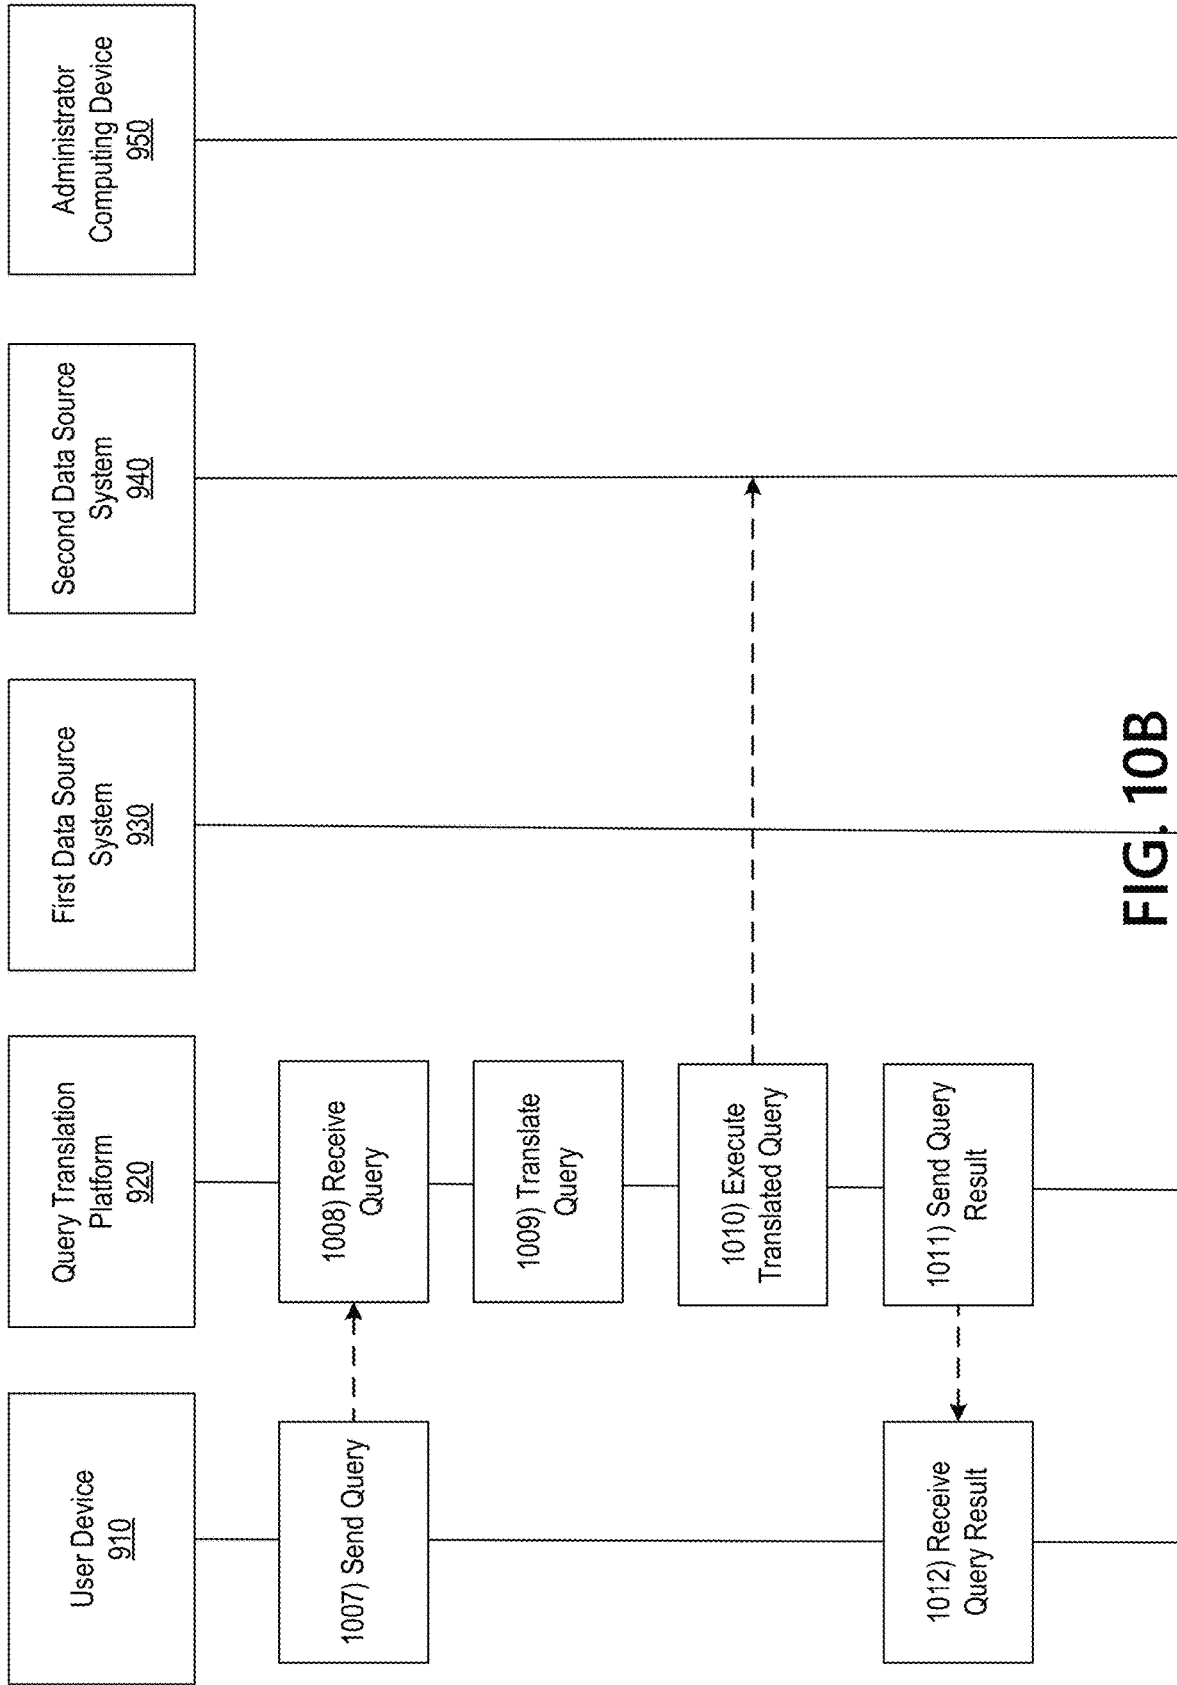 User Device
910
Query Translation
Platform
920
First Data Source
System
930
Second Data Source
System
940
Administrator
Computing Device
950
1007) Send Query
1008) Receive
Query
1009) Translate
Query
1010) Execute
Translated Query
1011) Send Query
Result
1012) Receive
Query Result
FIG. 10B